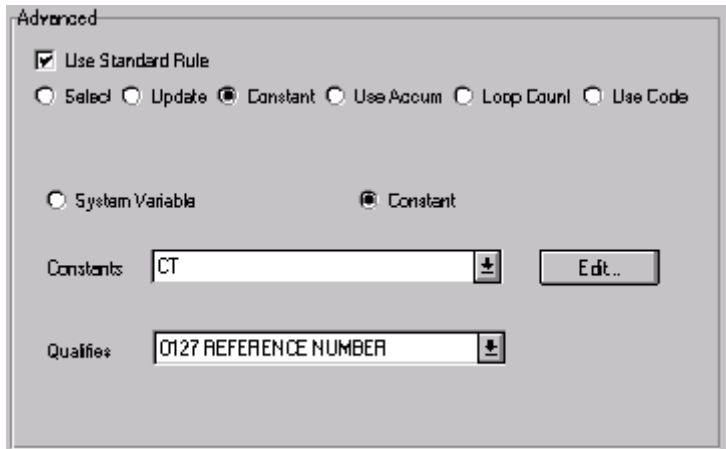 Advanced
Use Standard Rule
Select Update Constant Use Accum Loop Count Use Code
System Variable Constant
Constants CT Edit...
Qualifies 0127 REFERENCE NUMBER